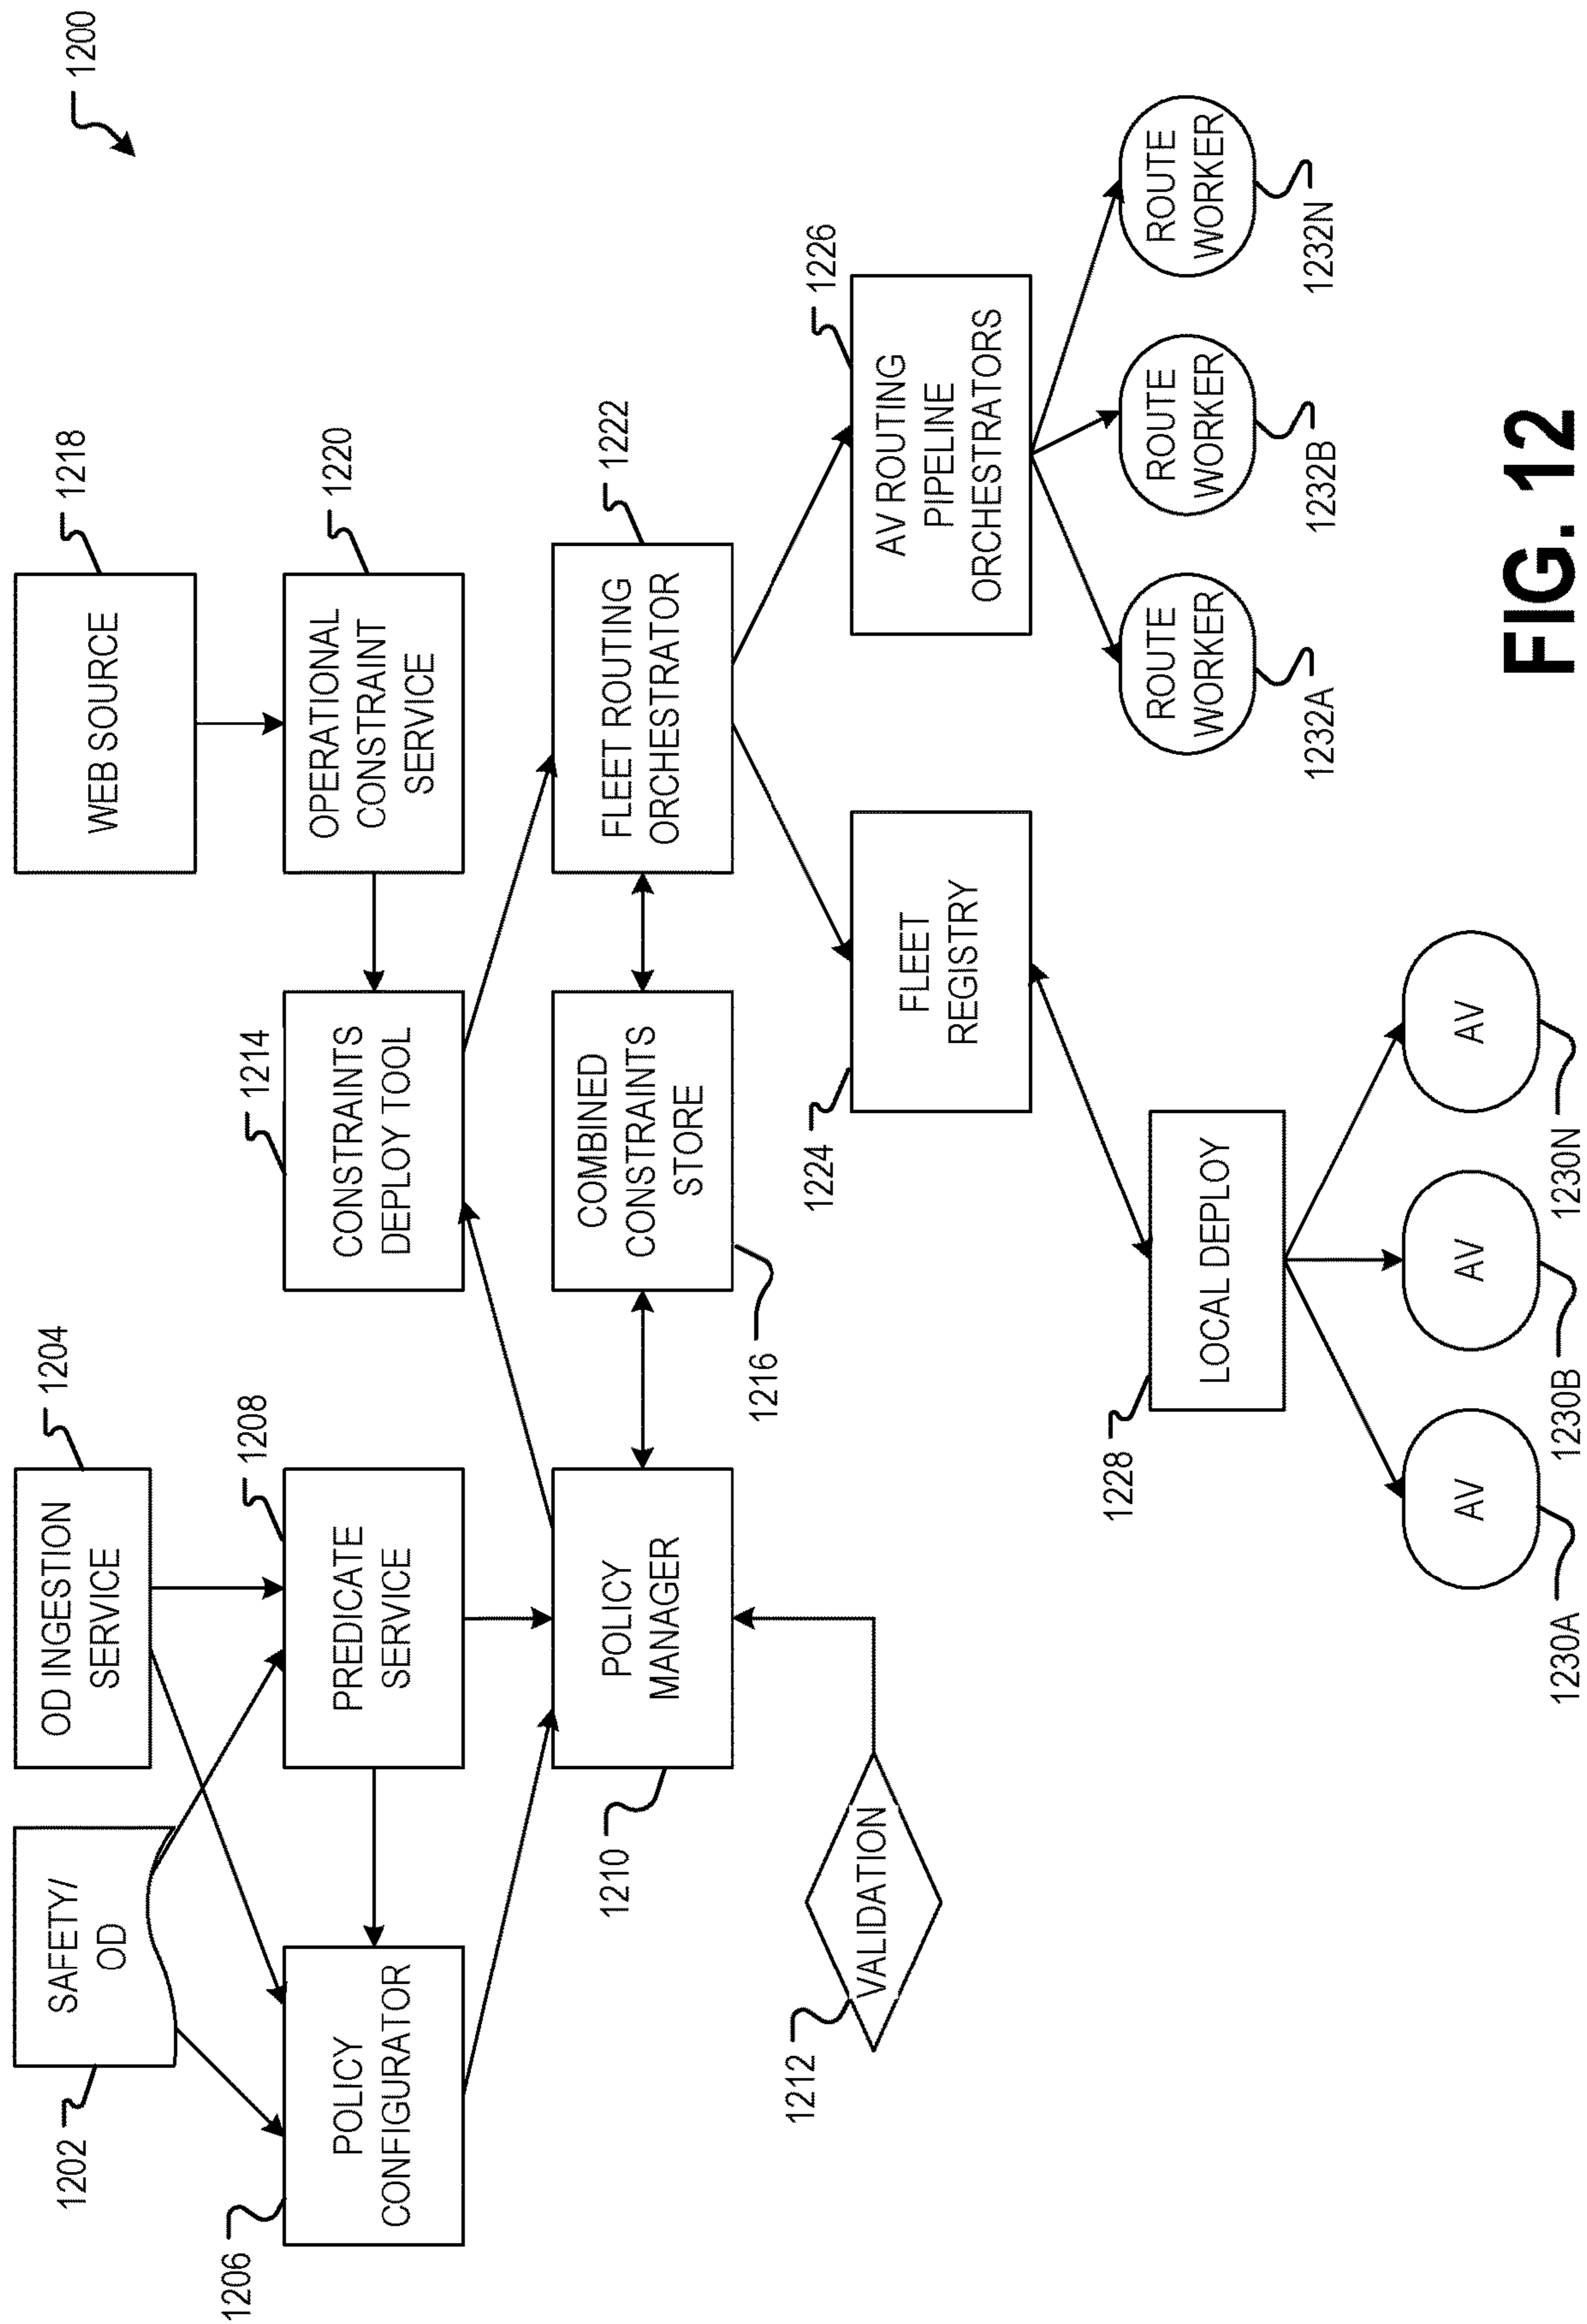 1200
1202
SAFETY/
OD
1204
OD INGESTION
SERVICE
1218
WEB SOURCE
1206
POLICY
CONFIGURATOR
1208
PREDICATE
SERVICE
1214
CONSTRAINTS
DEPLOY TOOL
1220
OPERATIONAL
CONSTRAINT
SERVICE
1210
POLICY
MANAGER
1216
COMBINED
CONSTRAINTS
STORE
1222
FLEET ROUTING
ORCHESTRATOR
1212
VALIDATION
1224
FLEET
REGISTRY
1226
AV ROUTING
PIPELINE
ORCHESTRATORS
1228
LOCAL DEPLOY
ROUTE
WORKER
1232A
ROUTE
WORKER
1232B
ROUTE
WORKER
1232N
AV
1230A
AV
1230B
AV
1230N
FIG. 12